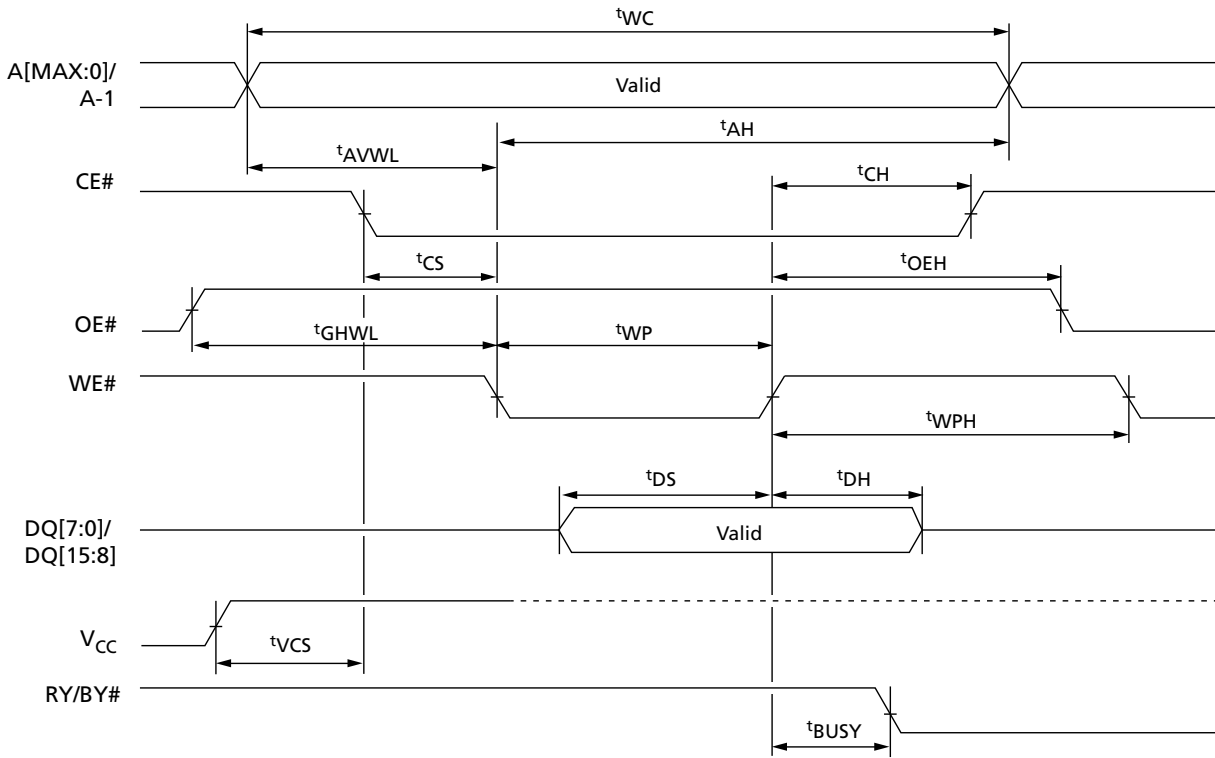 tWC
A[MAX:0]/
A-1
Valid
tAH
tAVWL
CE#
tCH
tCS
tOEH
OE#
tGHWL
tWP
WE#
tWPH
tDS
tDH
DQ[7:0]/
DQ[15:8]
Valid
VCC
tVCS
RY/BY#
tBUSY